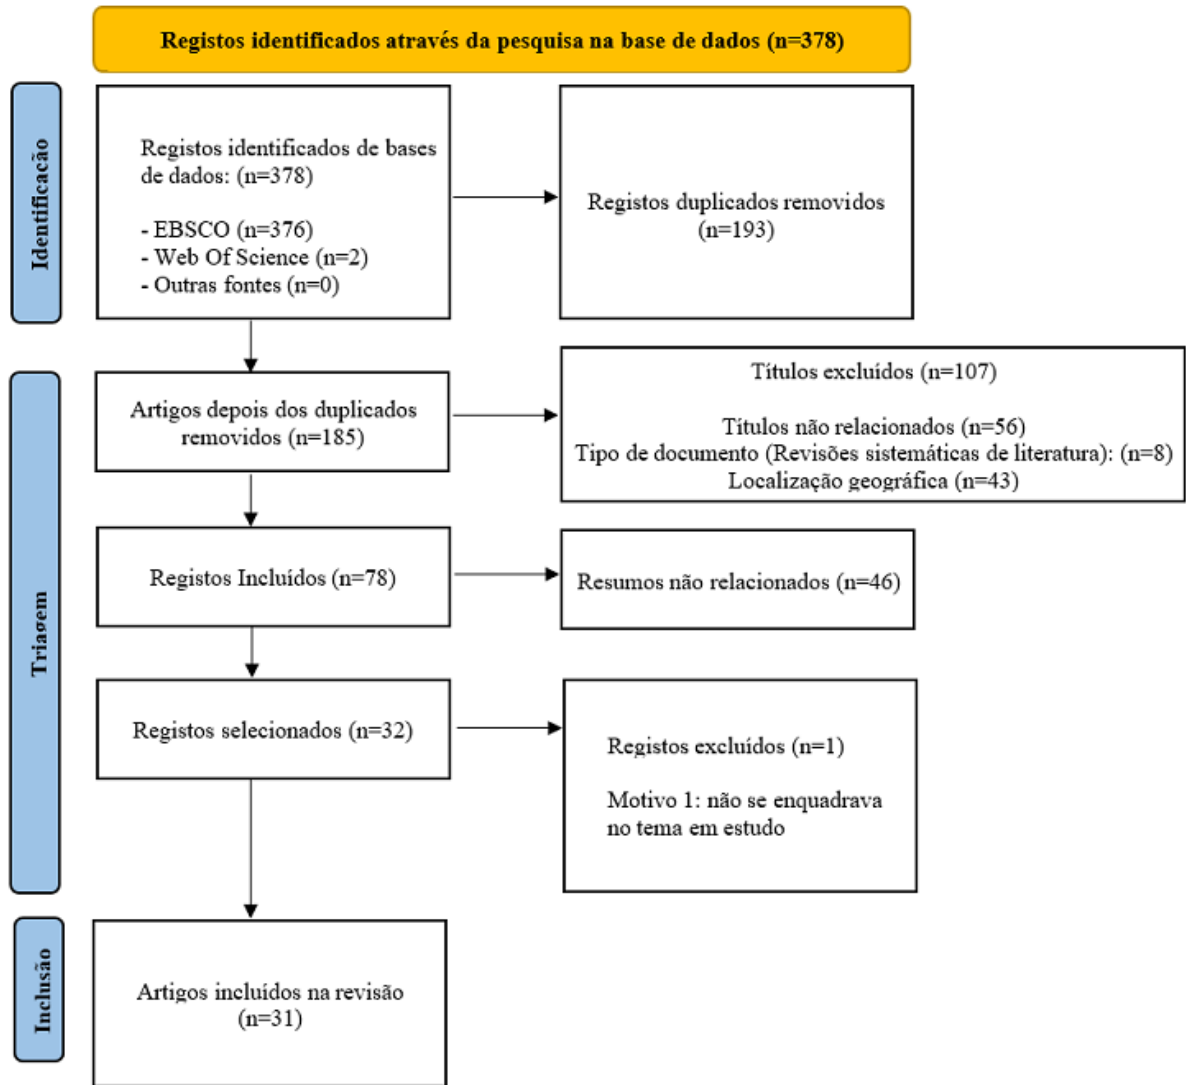 Registos identificados através da pesquisa na base de dados (n=378)
Identificação
Registos identificados de bases
de dados: (n=378)
- EBSCO (n=376)
- Web Of Science (n=2)
- Outras fontes (n=0)
Registos duplicados removidos
(n=193)
Triagem
Artigos depois dos duplicados
removidos (n=185)
Títulos excluídos (n=107)
Títulos não relacionados (n=56)
Tipo de documento (Revisões sistemáticas de literatura): (n=8)
Localização geográfica (n=43)
Registos Incluídos (n=78)
Resumos não relacionados (n=46)
Registos selecionados (n=32)
Registos excluídos (n=1)
Motivo 1: não se enquadrava
no tema em estudo
Inclusão
Artigos incluídos na revisão
(n=31)